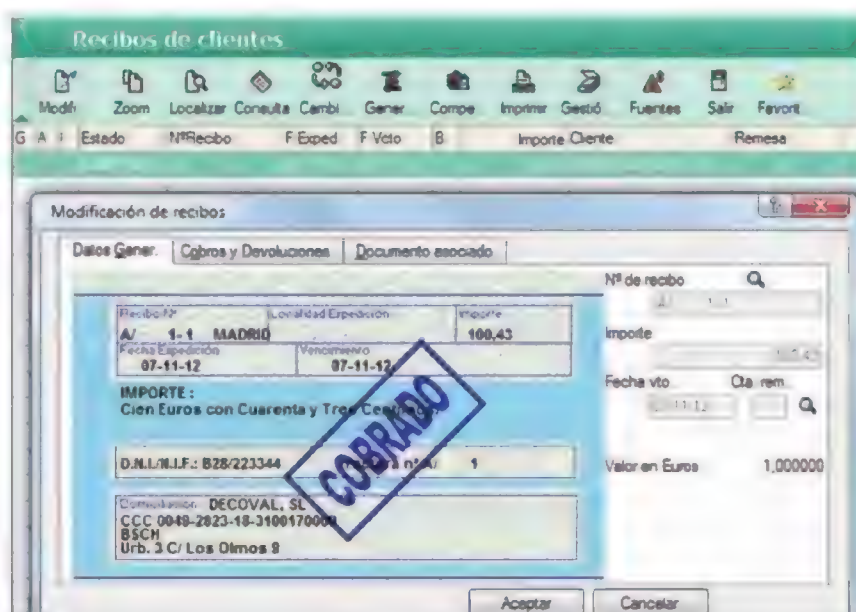 Recibos de clientes
Modifi Zoom Localizar Consulta Cambi Gener Compe Imprimir Gestió Fuentes Salir Favorit
G A i Estado NºRecibo F Exped F Vcto B Importe Cliente Remesa
Modificación de recibos
Datos Gener. Cobros y Devoluciones Documento asociado
Nº de recibo
Recibo Nº Localidad Expedición Importe
A/ 1-1 MADRID 100,43
Importe
Fecha Expedición Vencimiento
07-11-12 07-11-12
Fecha vto. Cta. rem.
IMPORTE :
Cien Euros con Cuarenta y Tres
COBRADO
D.N.I./N.I.F.: B28/223344 nº A/ 1
Valor en Euros 1,000000
DECOVAL, SL
CCC 0049-2823-18-3100170000
BSCH
Urb. 3 C/ Los Olmos 9
Aceptar Cancelar